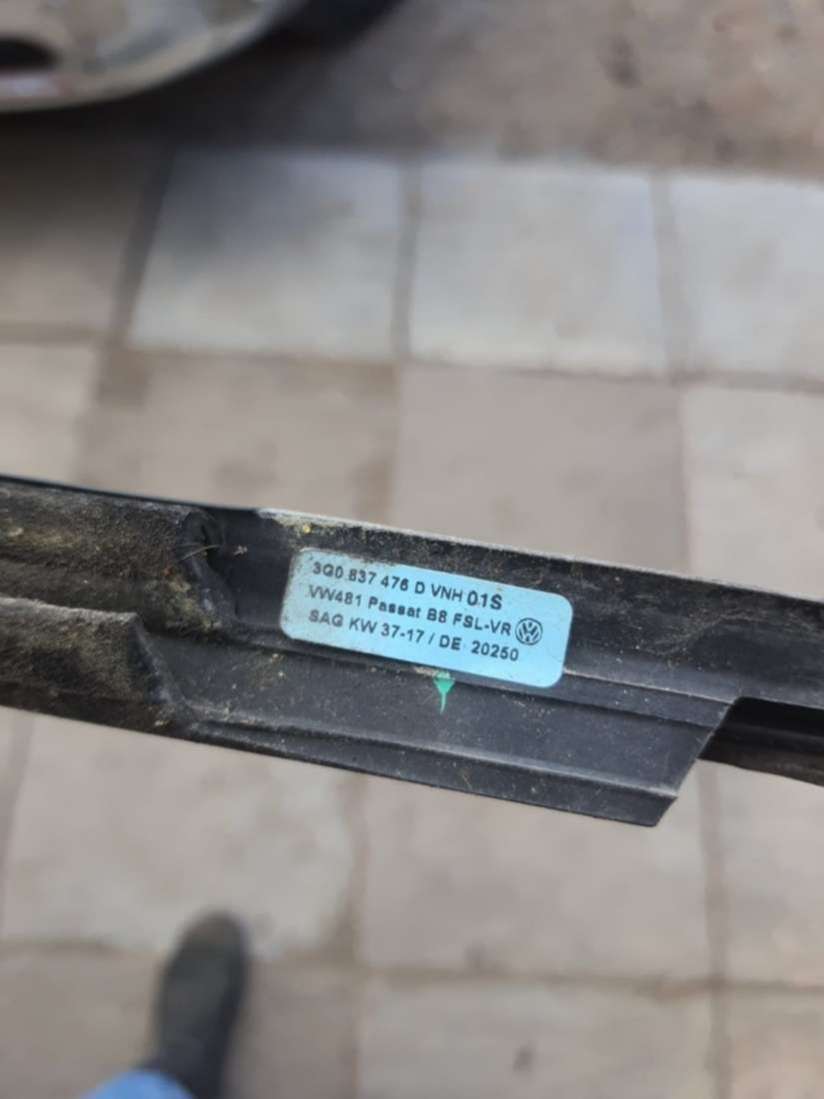 3G0 837 476 D VNH 01S
VW481 Passat B8 FSL-VR
SAG KW 37-17 / DE 20250